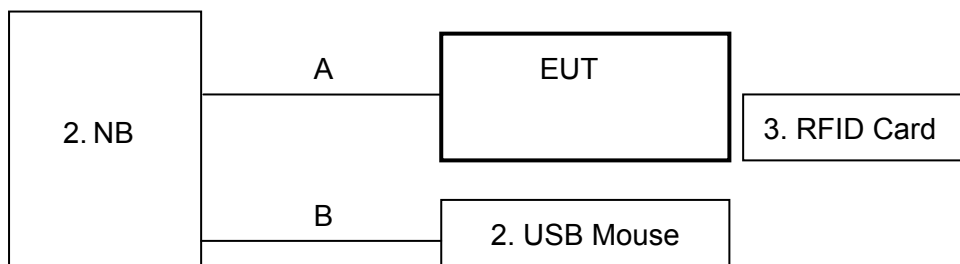 A
EUT
2. NB
3. RFID Card
B
2. USB Mouse